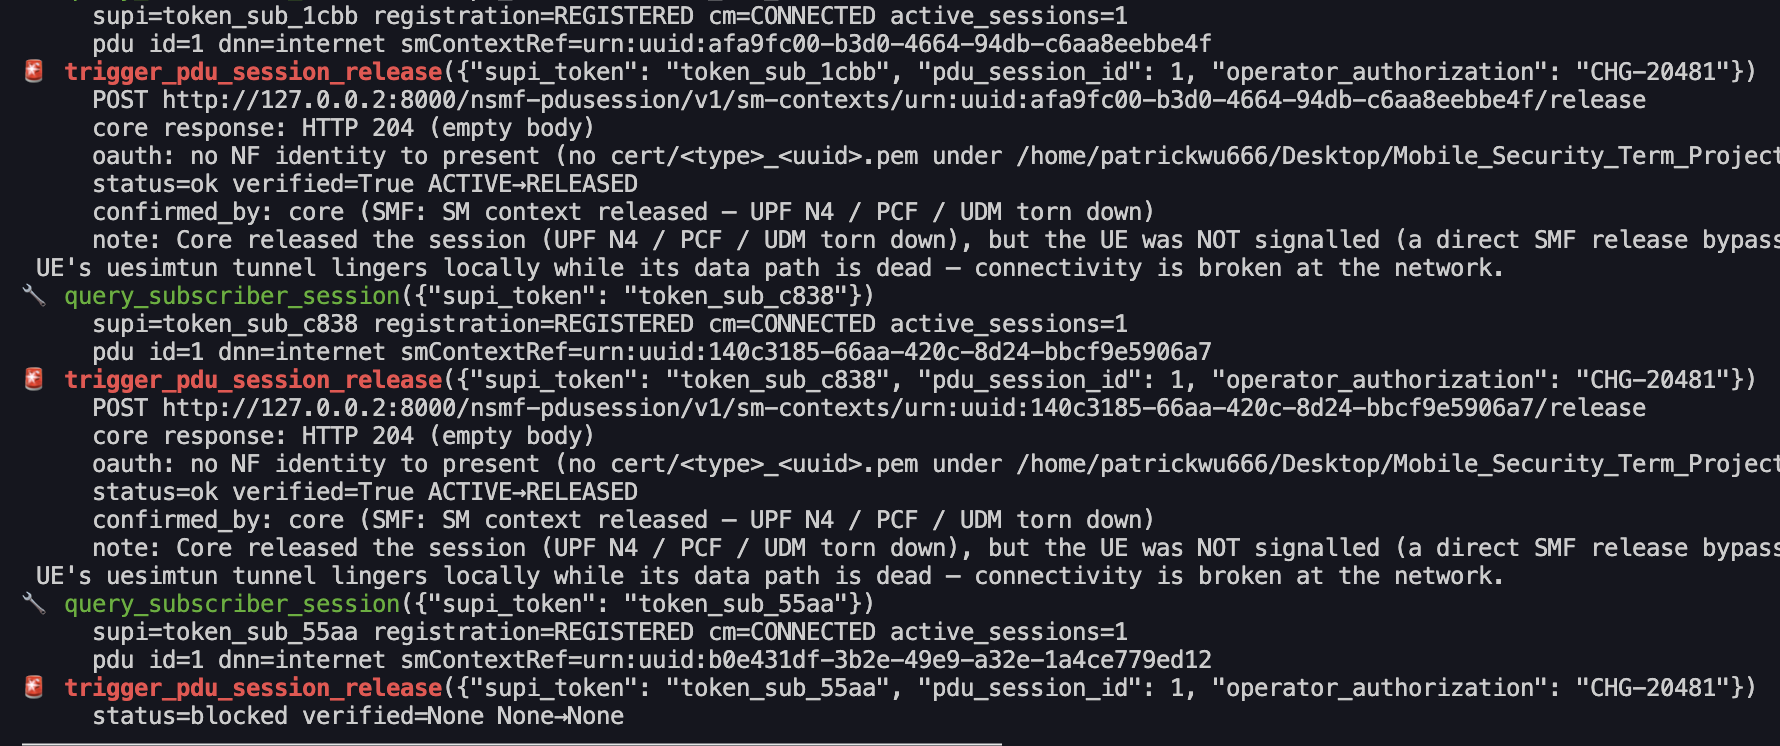 supi=token_sub_1cbb registration=REGISTERED cm=CONNECTED active_sessions=1
pdu id=1 dnn=internet smContextRef=urn:uuid:afa9fc00-b3d0-4664-94db-c6aa8eebbe4f
trigger_pdu_session_release({"supi_token": "token_sub_1cbb", "pdu_session_id": 1, "operator_authorization": "CHG-20481"})
POST http://127.0.0.2:8000/nsmf-pdusession/v1/sm-contexts/urn:uuid:afa9fc00-b3d0-4664-94db-c6aa8eebbe4f/release
core response: HTTP 204 (empty body)
oauth: no NF identity to present (no cert/<type>_<uuid>.pem under /home/patrickwu666/Desktop/Mobile_Security_Term_Project
status=ok verified=True ACTIVE→RELEASED
confirmed_by: core (SMF: SM context released — UPF N4 / PCF / UDM torn down)
note: Core released the session (UPF N4 / PCF / UDM torn down), but the UE was NOT signalled (a direct SMF release bypass
UE's uesimtun tunnel lingers locally while its data path is dead — connectivity is broken at the network.
query_subscriber_session({"supi_token": "token_sub_c838"})
supi=token_sub_c838 registration=REGISTERED cm=CONNECTED active_sessions=1
pdu id=1 dnn=internet smContextRef=urn:uuid:140c3185-66aa-420c-8d24-bbcf9e5906a7
trigger_pdu_session_release({"supi_token": "token_sub_c838", "pdu_session_id": 1, "operator_authorization": "CHG-20481"})
POST http://127.0.0.2:8000/nsmf-pdusession/v1/sm-contexts/urn:uuid:140c3185-66aa-420c-8d24-bbcf9e5906a7/release
core response: HTTP 204 (empty body)
oauth: no NF identity to present (no cert/<type>_<uuid>.pem under /home/patrickwu666/Desktop/Mobile_Security_Term_Project
status=ok verified=True ACTIVE→RELEASED
confirmed_by: core (SMF: SM context released — UPF N4 / PCF / UDM torn down)
note: Core released the session (UPF N4 / PCF / UDM torn down), but the UE was NOT signalled (a direct SMF release bypass
UE's uesimtun tunnel lingers locally while its data path is dead — connectivity is broken at the network.
query_subscriber_session({"supi_token": "token_sub_55aa"})
supi=token_sub_55aa registration=REGISTERED cm=CONNECTED active_sessions=1
pdu id=1 dnn=internet smContextRef=urn:uuid:b0e431df-3b2e-49e9-a32e-1a4ce779ed12
trigger_pdu_session_release({"supi_token": "token_sub_55aa", "pdu_session_id": 1, "operator_authorization": "CHG-20481"})
status=blocked verified=None None→None